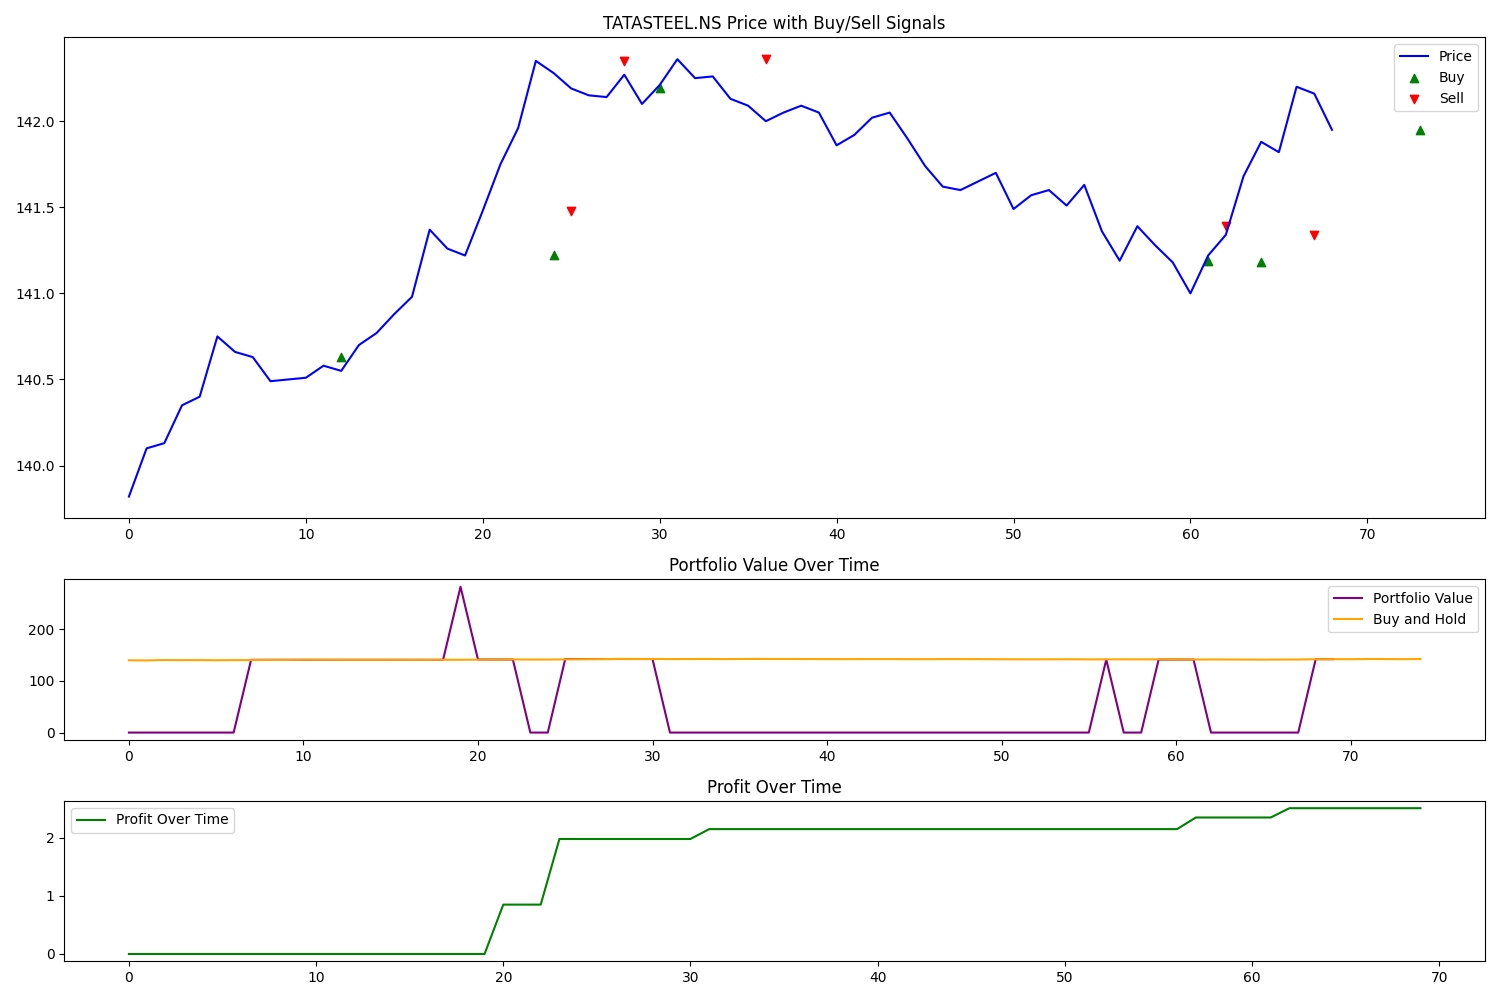 TATASTEEL.NS Price with Buy/Sell Signals
Price
Buy
Sell
142.0
141.5
141.0
140.5
140.0
0 10 20 30 40 50 60 70
Portfolio Value Over Time
Portfolio Value
Buy and Hold
200
100
0
0 10 20 30 40 50 60 70
Profit Over Time
Profit Over Time
2
1
0
0 10 20 30 40 50 60 70